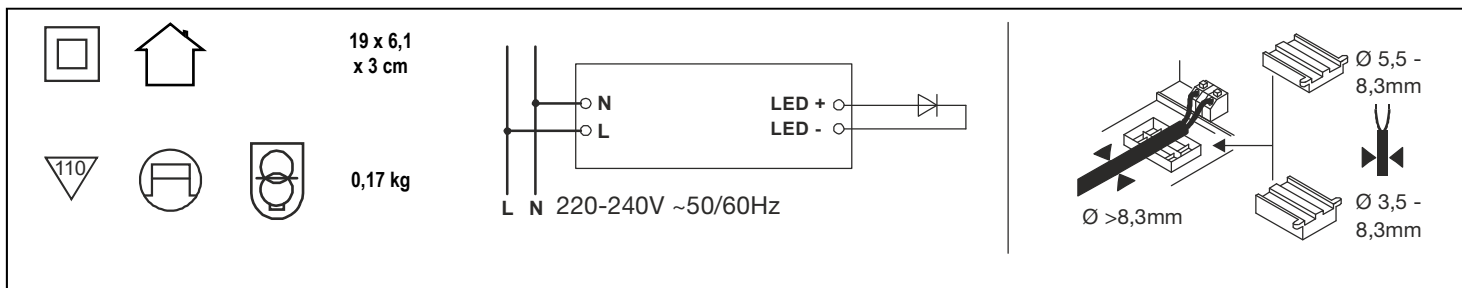 19 x 6,1
x 3 cm
110
0,17 kg
N
L
LED +
LED -
L N 220-240V ~50/60Hz
Ø >8,3mm
Ø 5,5 -
8,3mm
Ø 3,5 -
8,3mm